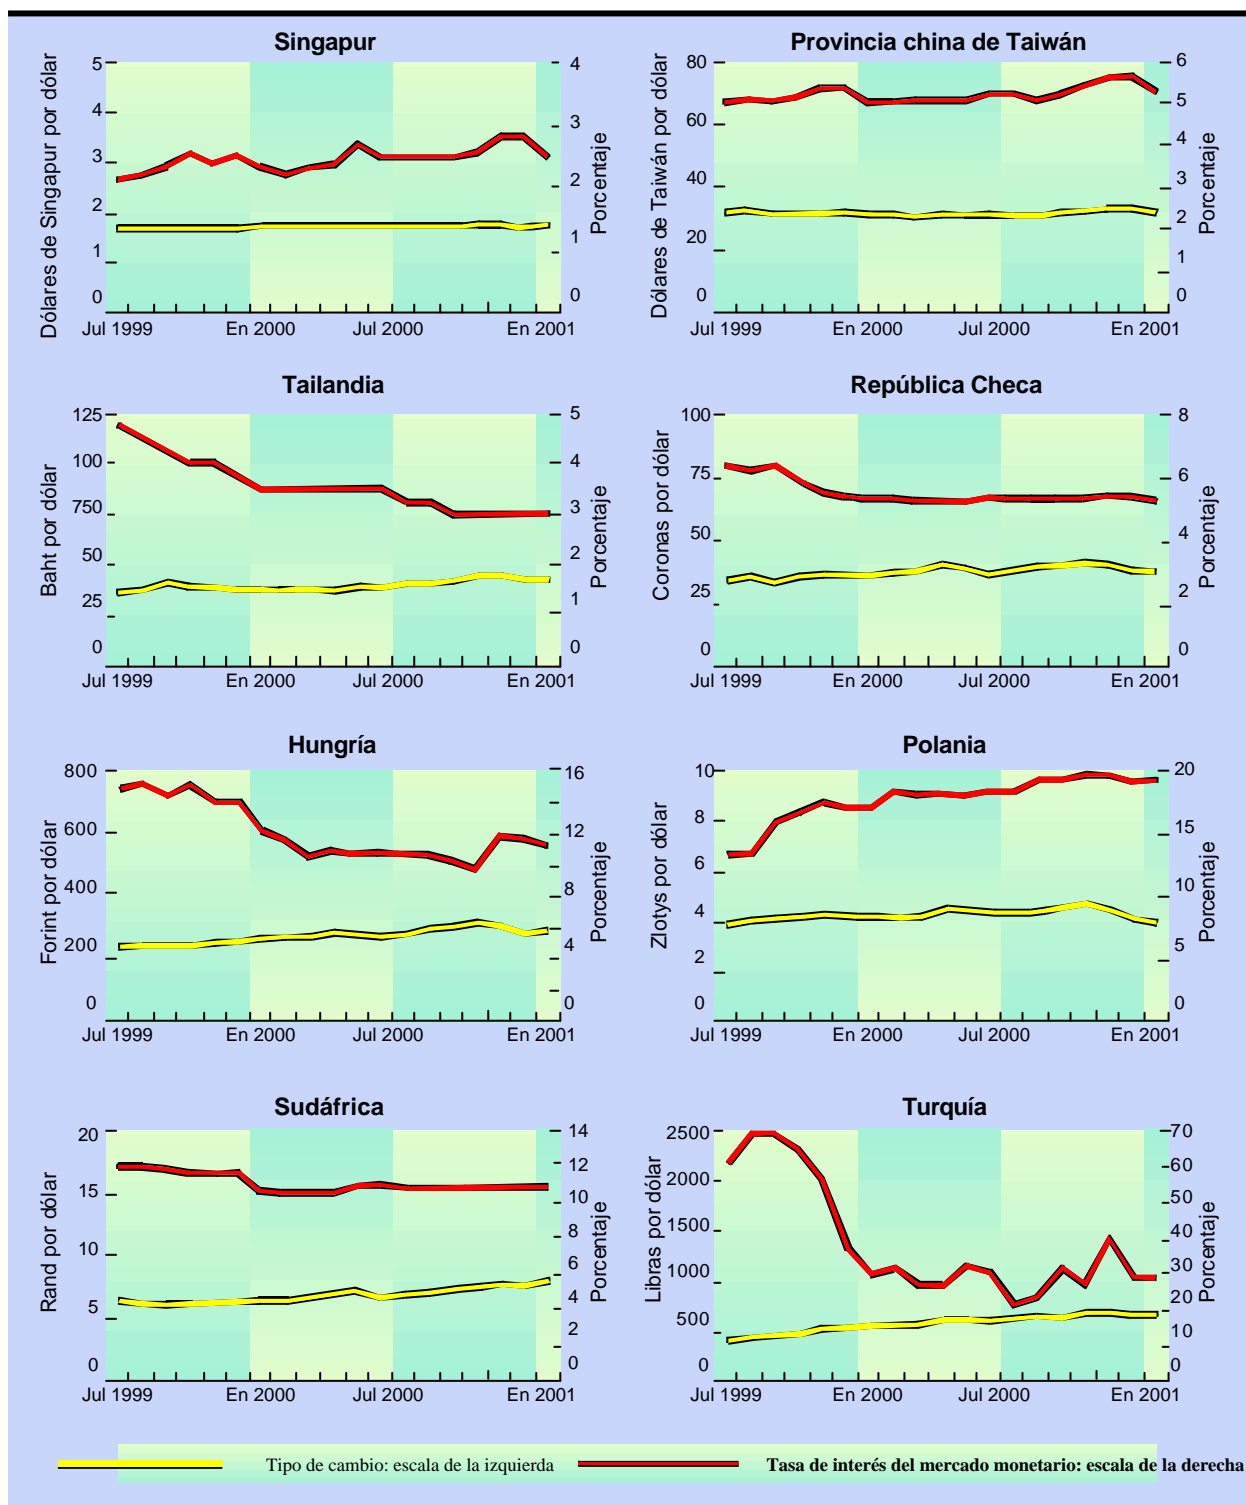 Singapur
Dólares de Singapur por dólar
5
4
3
2
1
0
4
3
2
1
0
Porcentaje
Jul 1999 En 2000 Jul 2000 En 2001
Provincia china de Taiwán
Dólares de Taiwán por dólar
80
60
40
20
0
6
5
4
3
2
1
0
Porcentaje
Jul 1999 En 2000 Jul 2000 En 2001
Tailandia
Baht por dólar
125
100
750
50
25
0
5
4
3
2
1
0
Porcentaje
Jul 1999 En 2000 Jul 2000 En 2001
República Checa
Coronas por dólar
100
75
50
25
0
8
6
4
2
0
Porcentaje
Jul 1999 En 2000 Jul 2000 En 2001
Hungría
Forint por dólar
800
600
400
200
0
16
12
8
4
0
Porcentaje
Jul 1999 En 2000 Jul 2000 En 2001
Polania
Zlotys por dólar
10
8
6
4
2
0
20
15
10
5
0
Porcentaje
Jul 1999 En 2000 Jul 2000 En 2001
Sudáfrica
Rand por dólar
20
15
10
5
0
14
12
10
8
6
4
2
0
Porcentaje
Jul 1999 En 2000 Jul 2000 En 2001
Turquía
Libras por dólar
2500
2000
1500
1000
500
0
70
60
50
40
30
20
10
0
Porcentaje
Jul 1999 En 2000 Jul 2000 En 2001
Tipo de cambio: escala de la izquierda
Tasa de interés del mercado monetario: escala de la derecha